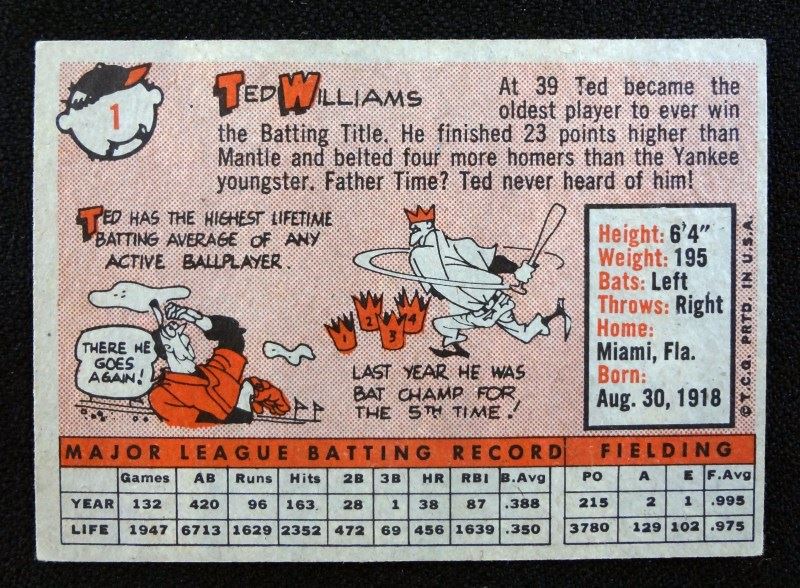 1
TED WILLIAMS
At 39 Ted became the
oldest player to ever win
the Batting Title. He finished 23 points higher than
Mantle and belted four more homers than the Yankee
youngster. Father Time? Ted never heard of him!
TED HAS THE HIGHEST LIFETIME
BATTING AVERAGE OF ANY
ACTIVE BALLPLAYER.
THERE HE
GOES
AGAIN!
1 2 3 4
LAST YEAR HE WAS
BAT CHAMP FOR
THE 5TH TIME!
Height: 6'4"
Weight: 195
Bats: Left
Throws: Right
Home:
Miami, Fla.
Born:
Aug. 30, 1918
©T.C.G. PRTD. IN U.S.A.
MAJOR LEAGUE BATTING RECORD FIELDING
Games AB Runs Hits 2B 3B HR RBI B.Avg PO A E F.Avg
YEAR 132 420 96 163 28 1 38 87 .388 215 2 1 .995
LIFE 1947 6713 1629 2352 472 69 456 1639 .350 3780 129 102 .975